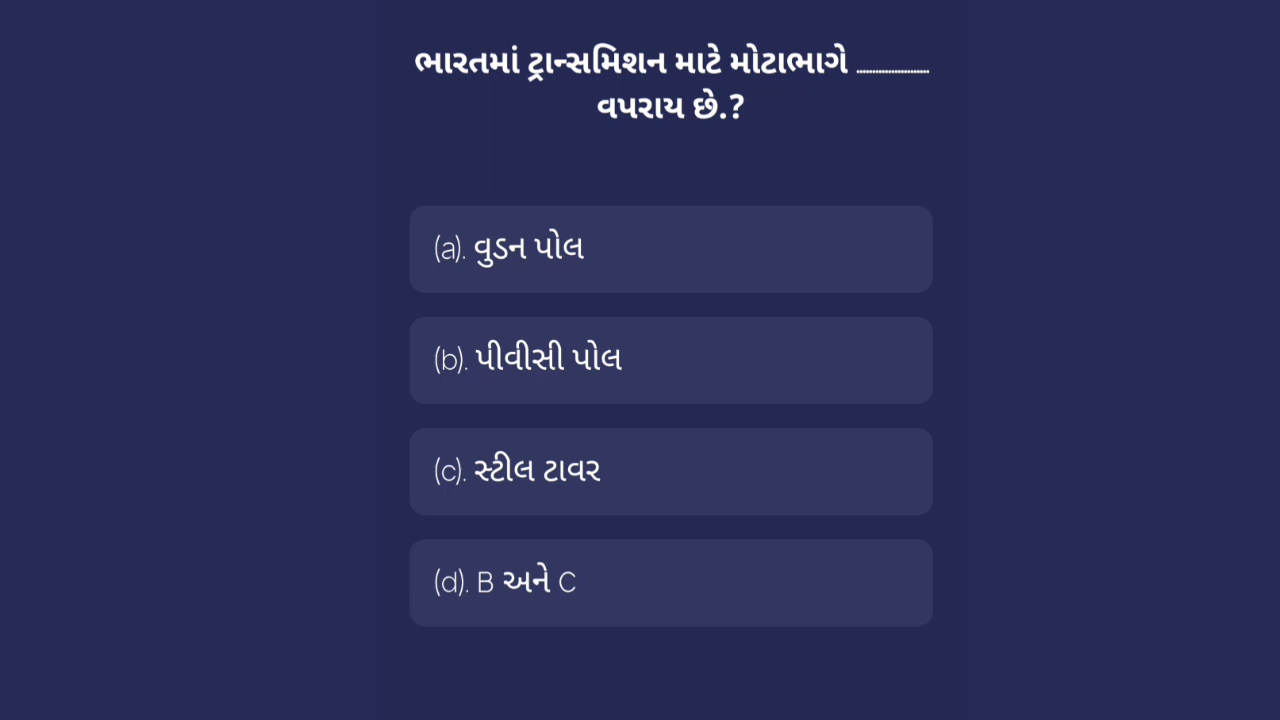 ભારતમાં ટ્રાન્સમિશન માટે મોટાભાગે ......................
વપરાય છે.?
(a). વુડન પોલ
(b). પીવીસી પોલ
(c). સ્ટીલ ટાવર
(d). B અને C